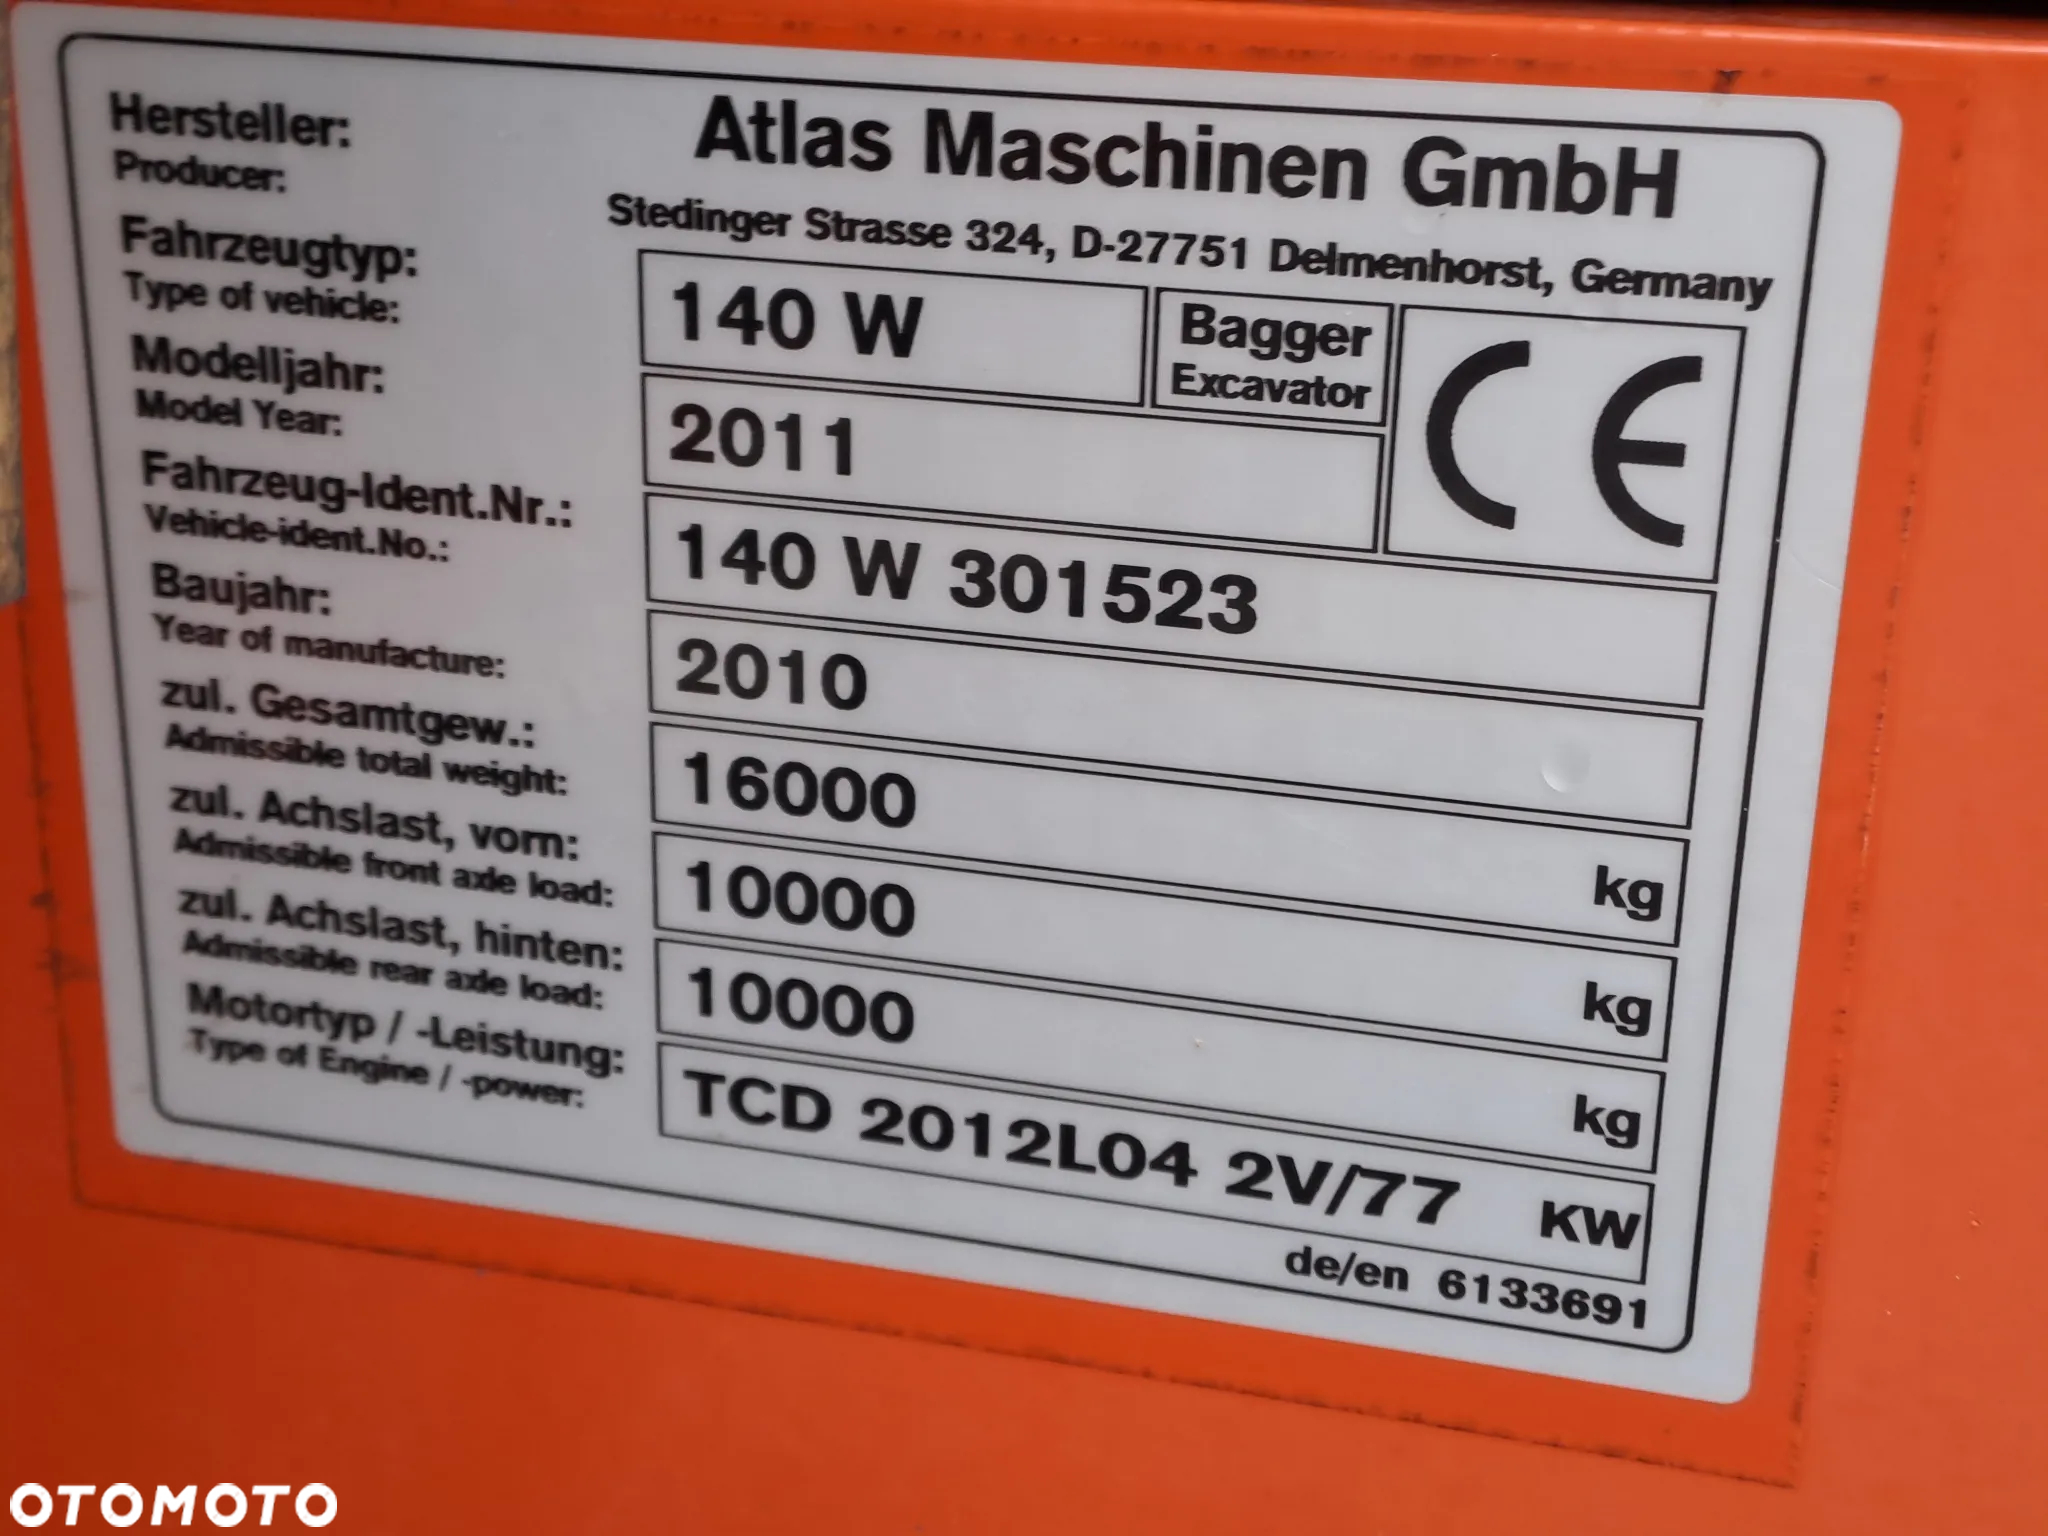 Hersteller: Atlas Maschinen GmbH
Producer:
Stedinger Strasse 324, D-27751 Delmenhorst, Germany
Fahrzeugtyp: 140 W Bagger
Type of vehicle: Excavator
CE
Modelljahr: 2011
Model Year:
Fahrzeug-Ident.Nr.: 140 W 301523
Vehicle-ident.No.:
Baujahr: 2010
Year of manufacture:
zul. Gesamtgew.: 16000 kg
Admissible total weight:
zul. Achslast, vorn: 10000 kg
Admissible front axle load:
zul. Achslast, hinten: 10000 kg
Admissible rear axle load:
Motortyp / -Leistung: TCD 2012L04 2V/77 KW
Type of Engine / -power:
de/en 6133691
OTOMOTO